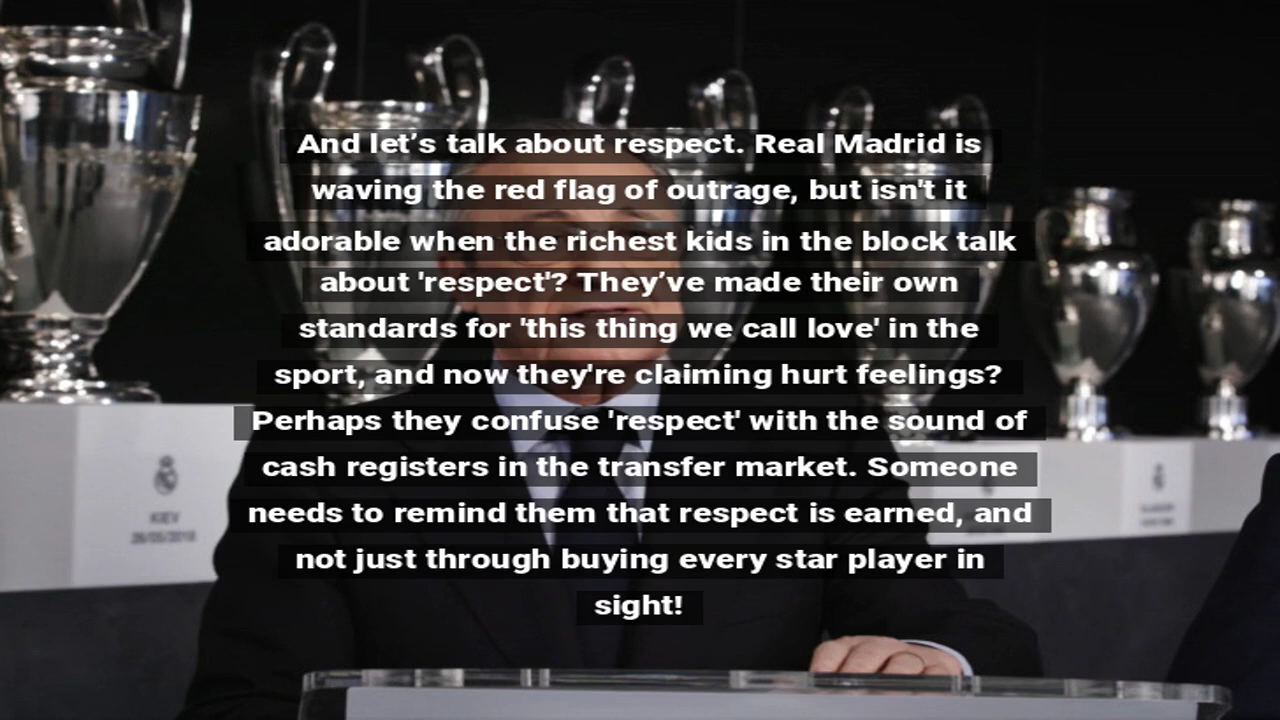 And let’s talk about respect. Real Madrid is
waving the red flag of outrage, but isn't it
adorable when the richest kids in the block talk
about 'respect'? They’ve made their own
standards for 'this thing we call love' in the
sport, and now they're claiming hurt feelings?
Perhaps they confuse 'respect' with the sound of
cash registers in the transfer market. Someone
needs to remind them that respect is earned, and
not just through buying every star player in
sight!
KIEV
26/05/2018